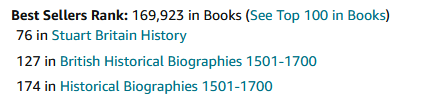 Best Sellers Rank: 169,923 in Books (See Top 100 in Books)
76 in Stuart Britain History
127 in British Historical Biographies 1501-1700
174 in Historical Biographies 1501-1700